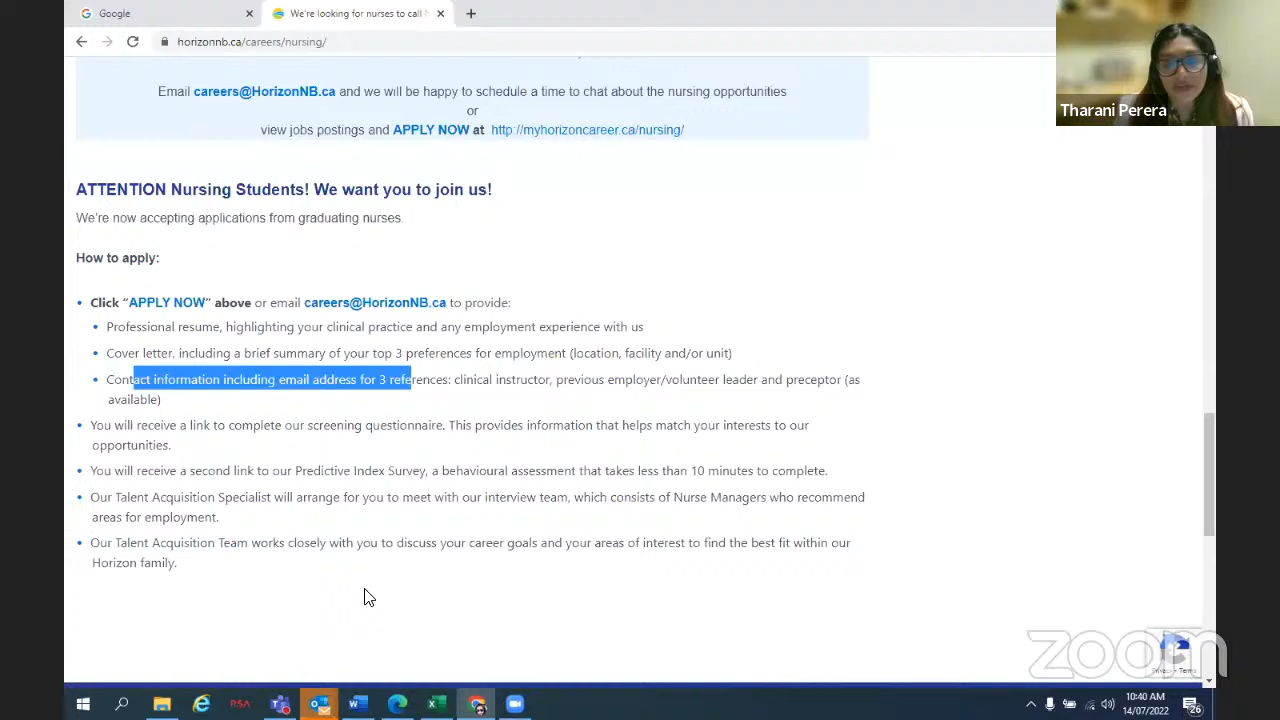 Google
We're looking for nurses to call
horizonnb.ca/careers/nursing/
Tharani Perera
Email careers@HorizonNB.ca and we will be happy to schedule a time to chat about the nursing opportunities
or
view jobs postings and APPLY NOW at http://myhorizoncareer.ca/nursing/
ATTENTION Nursing Students! We want you to join us!
We're now accepting applications from graduating nurses.
How to apply:
• Click “APPLY NOW” above or email careers@HorizonNB.ca to provide:
• Professional resume, highlighting your clinical practice and any employment experience with us
• Cover letter, including a brief summary of your top 3 preferences for employment (location, facility and/or unit)
• Contact information including email address for 3 references: clinical instructor, previous employer/volunteer leader and preceptor (as
available)
• You will receive a link to complete our screening questionnaire. This provides information that helps match your interests to our
opportunities.
• You will receive a second link to our Predictive Index Survey, a behavioural assessment that takes less than 10 minutes to complete.
• Our Talent Acquisition Specialist will arrange for you to meet with our interview team, which consists of Nurse Managers who recommend
areas for employment.
• Our Talent Acquisition Team works closely with you to discuss your career goals and your areas of interest to find the best fit within our
Horizon family.
zoom
Privacy - Terms
PSA
10:40 AM
14/07/2022
26